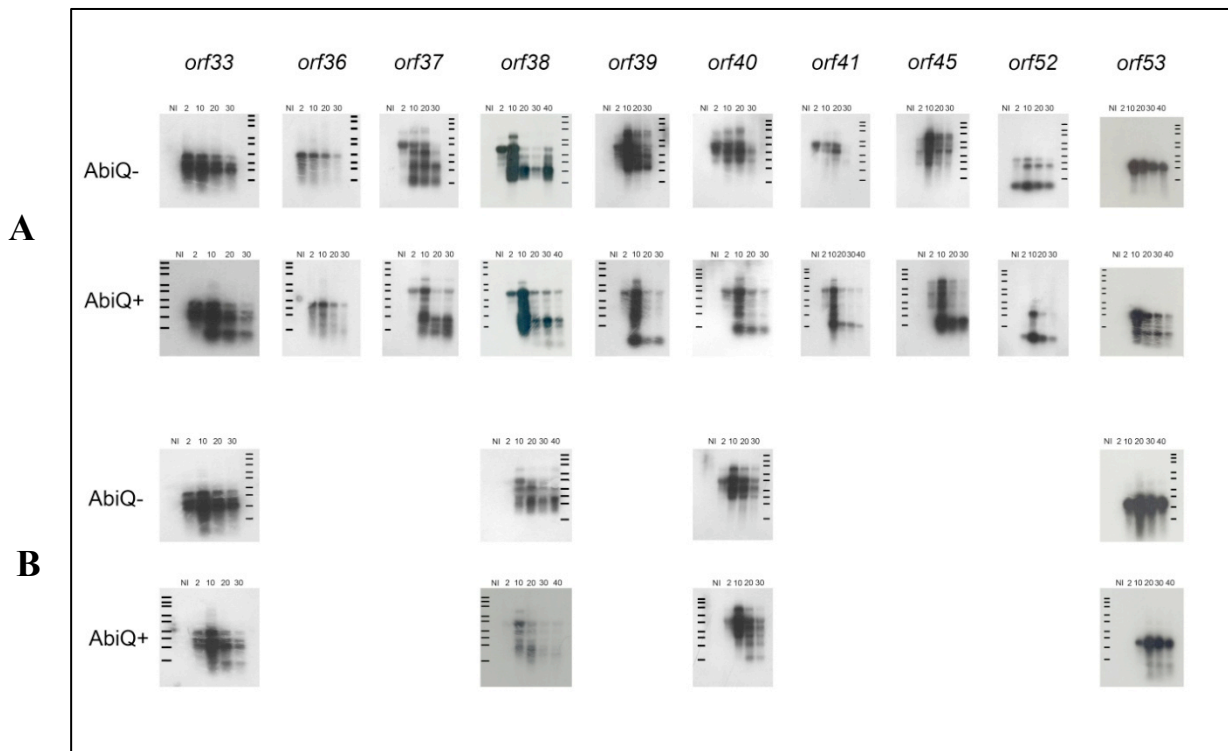 orf33 orf36 orf37 orf38 orf39 orf40 orf41 orf45 orf52 orf53
NI 2 10 20 30 NI 2 10 20 30 NI 2 10 20 30 NI 2 10 20 30 40 NI 2 10 20 30 NI 2 10 20 30 NI 2 10 20 30 NI 2 10 20 30 NI 2 10 20 30 NI 2 10 20 30 40
AbiQ-
A
NI 2 10 20 30 NI 2 10 20 30 NI 2 10 20 30 NI 2 10 20 30 40 NI 2 10 20 30 NI 2 10 20 30 NI 2 10 20 30 40 NI 2 10 20 30 NI 2 10 20 30 NI 2 10 20 30 40
AbiQ+
NI 2 10 20 30 NI 2 10 20 30 40 NI 2 10 20 30 NI 2 10 20 30 40
AbiQ-
B
NI 2 10 20 30 NI 2 10 20 30 40 NI 2 10 20 30 NI 2 10 20 30 40
AbiQ+